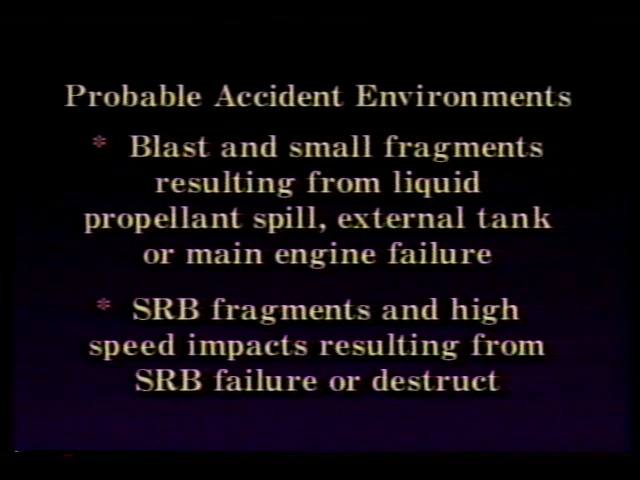 Probable Accident Environments
* Blast and small fragments
resulting from liquid
propellant spill, external tank
or main engine failure
* SRB fragments and high
speed impacts resulting from
SRB failure or destruct